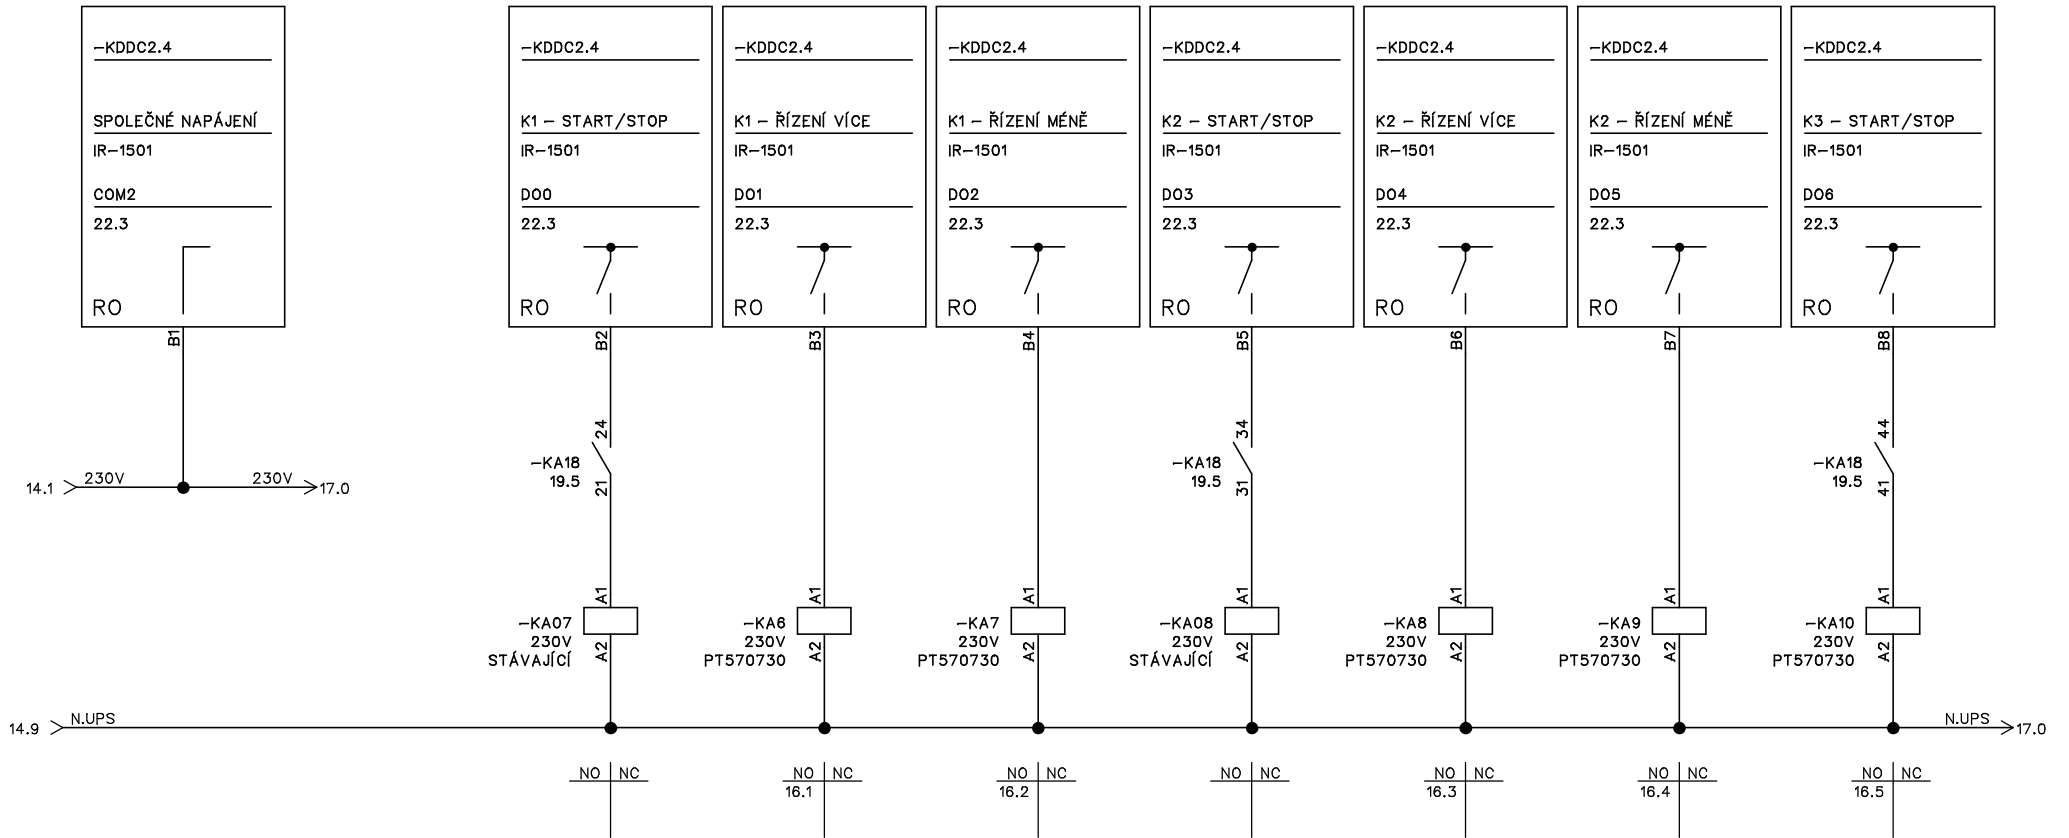 -KDDC2.4
SPOLEČNÉ NAPÁJENÍ
IR-1501
COM2
22.3
RO
B1
-KDDC2.4
K1 - START/STOP
IR-1501
DO0
22.3
RO
B2
-KDDC2.4
K1 - ŘÍZENÍ VÍCE
IR-1501
DO1
22.3
RO
B3
-KDDC2.4
K1 - ŘÍZENÍ MÉNĚ
IR-1501
DO2
22.3
RO
B4
-KDDC2.4
K2 - START/STOP
IR-1501
DO3
22.3
RO
B5
-KDDC2.4
K2 - ŘÍZENÍ VÍCE
IR-1501
DO4
22.3
RO
B6
-KDDC2.4
K2 - ŘÍZENÍ MÉNĚ
IR-1501
DO5
22.3
RO
B7
-KDDC2.4
K3 - START/STOP
IR-1501
DO6
22.3
RO
B8
14.1 230V 230V 17.0
24
-KA18
19.5
21
34
-KA18
19.5
31
44
-KA18
19.5
41
A1
-KA07
230V
STÁVAJÍCÍ
A2
A1
-KA6
230V
PT570730
A2
A1
-KA7
230V
PT570730
A2
A1
-KA08
230V
STÁVAJÍCÍ
A2
A1
-KA8
230V
PT570730
A2
A1
-KA9
230V
PT570730
A2
A1
-KA10
230V
PT570730
A2
14.9 N.UPS N.UPS 17.0
NO NC
NO NC
16.1
NO NC
16.2
NO NC
NO NC
16.3
NO NC
16.4
NO NC
16.5